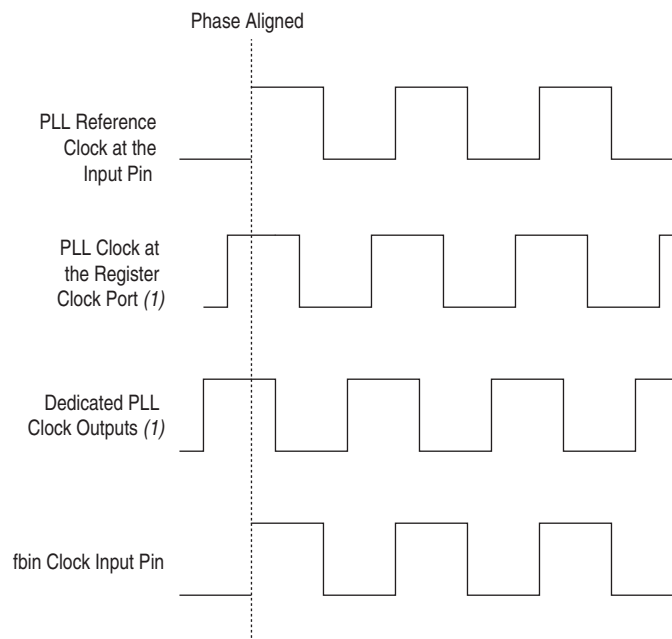 Phase Aligned
PLL Reference
Clock at the
Input Pin
PLL Clock at
the Register
Clock Port (1)
Dedicated PLL
Clock Outputs (1)
fbin Clock Input Pin